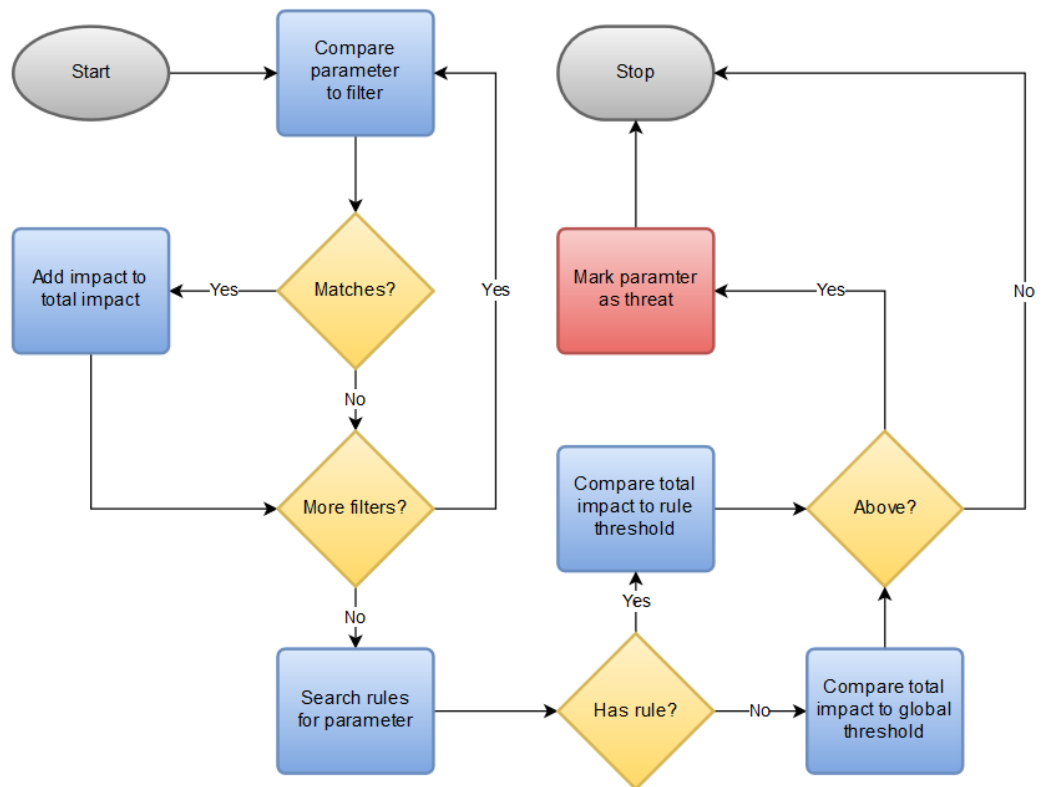 Start
Compare
parameter
to filter
Stop
Add impact to
total impact
Yes
Matches?
Yes
Mark paramter
as threat
Yes
No
No
More filters?
Compare total
impact to rule
threshold
Above?
No
Yes
Search rules
for parameter
Has rule?
No
Compare total
impact to global
threshold